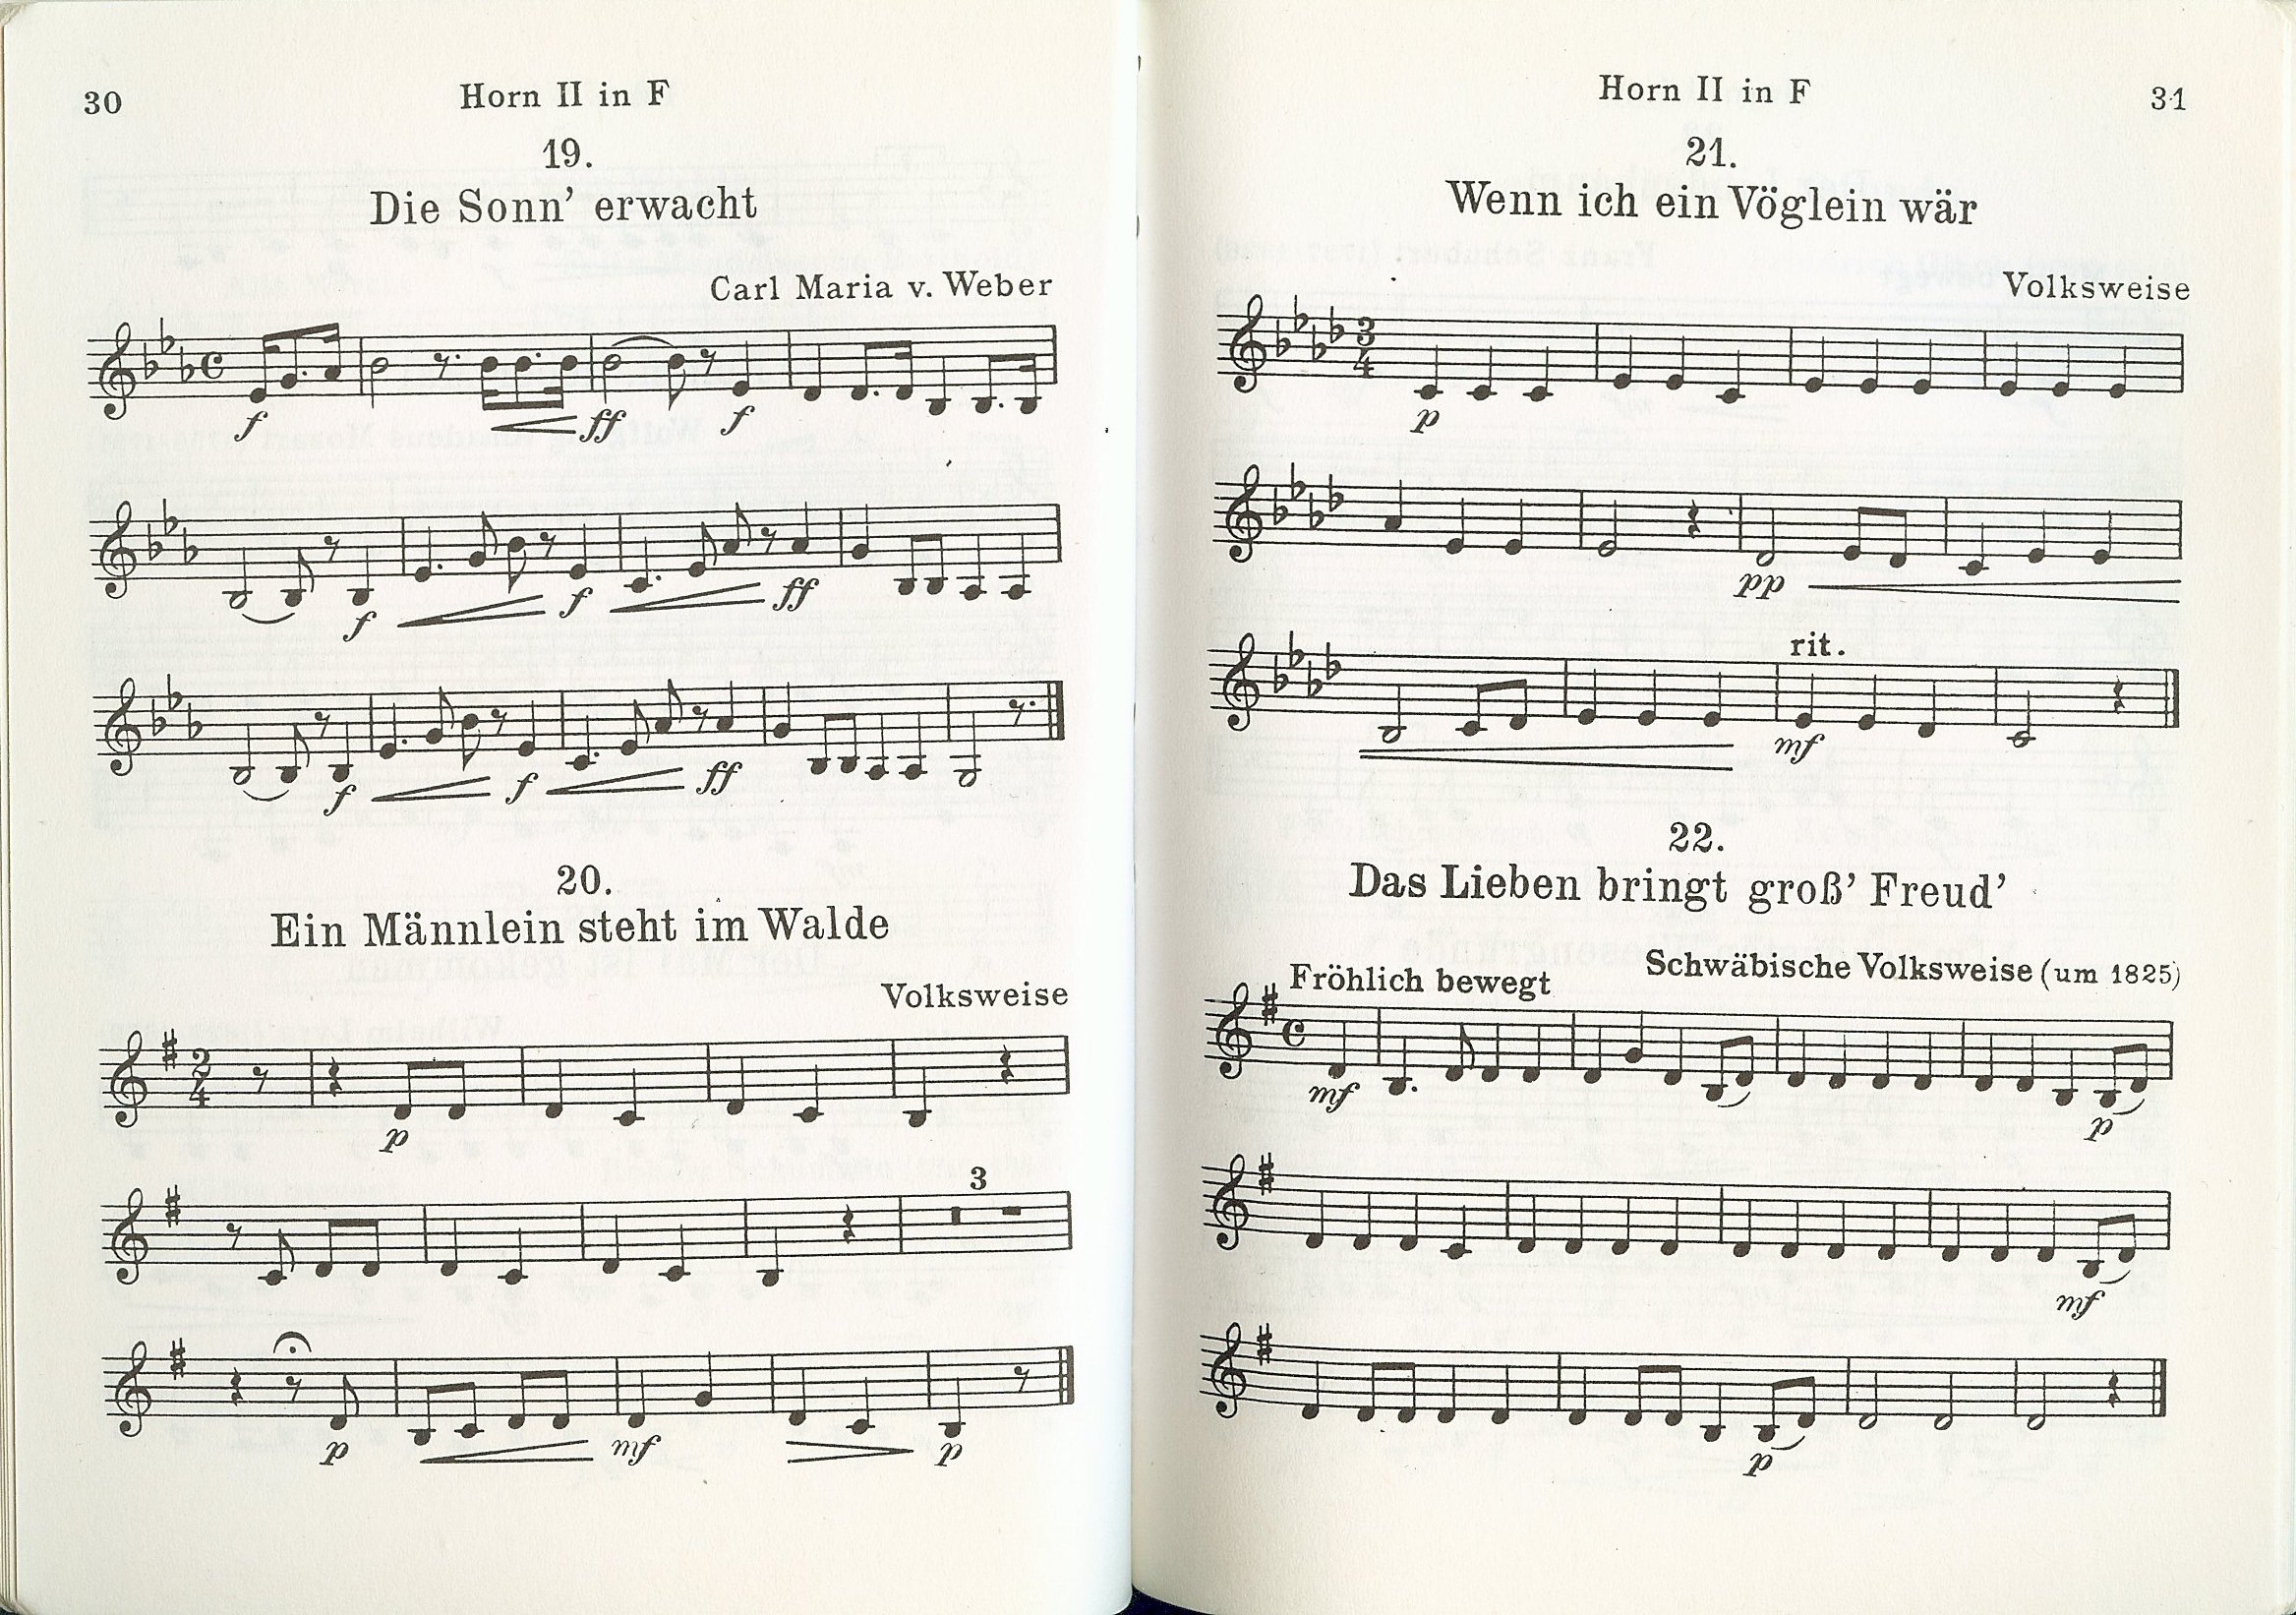 30
Horn II in F
19.
Die Sonn' erwacht
Carl Maria v. Weber
f
ff
f
f
f
ff
f
f
ff
20.
Ein Männlein steht im Walde
Volksweise
2
4
p
3
p
mf
p
Horn II in F
31
21.
Wenn ich ein Vöglein wär
Volksweise
3
4
p
pp
rit.
mf
22.
Das Lieben bringt groß' Freud'
Fröhlich bewegt
Schwäbische Volksweise (um 1825)
mf
p
mf
p